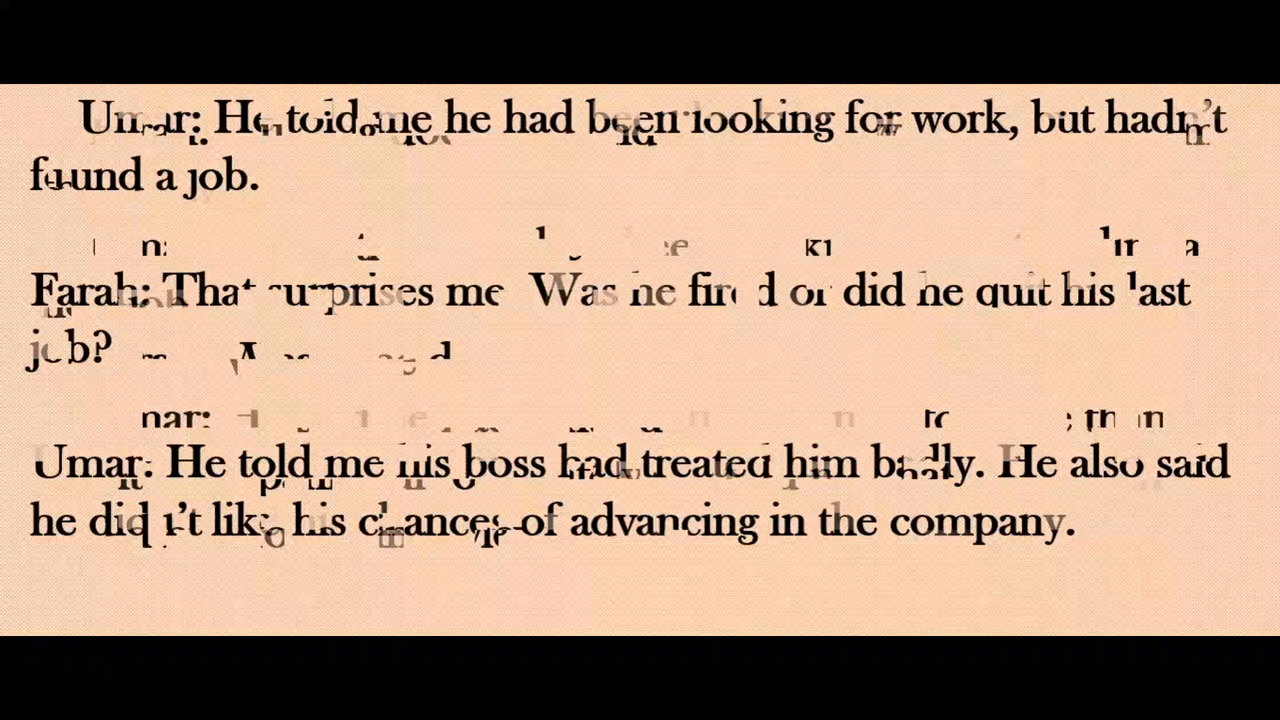 Umar: He told me he had been looking for work, but hadn't
found a job.
Farah: That surprises me. Was he fired or did he quit his last
job?
Umar: He told me his boss had treated him badly. He also said
he didn't like his chances of advancing in the company.